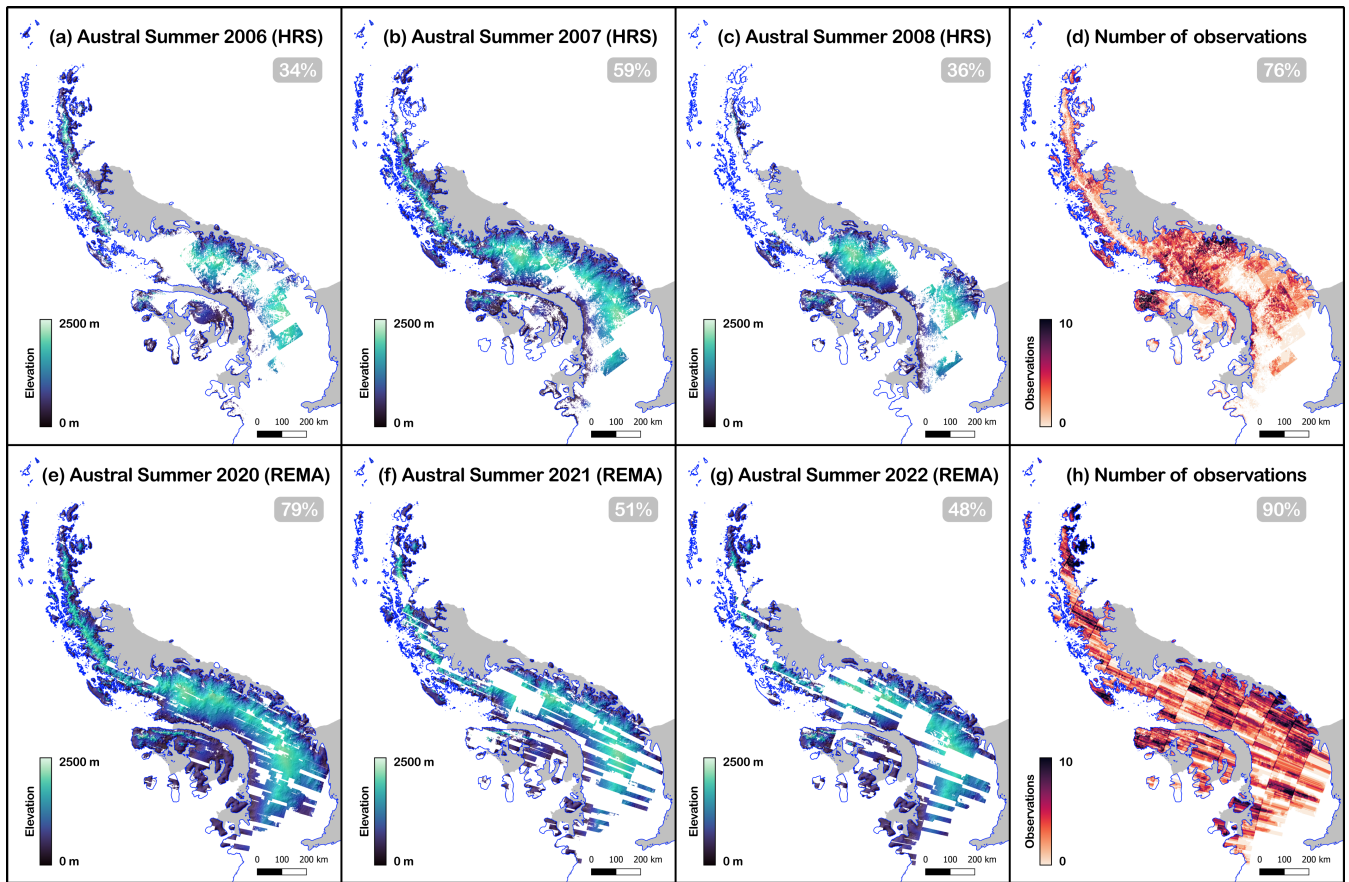 (a) Austral Summer 2006 (HRS)
34%
2500 m
Elevation
0 m
0 100 200 km
(b) Austral Summer 2007 (HRS)
59%
2500 m
Elevation
0 m
0 100 200 km
(c) Austral Summer 2008 (HRS)
36%
2500 m
Elevation
0 m
0 100 200 km
(d) Number of observations
76%
10
Observations
0
0 100 200 km
(e) Austral Summer 2020 (REMA)
79%
2500 m
Elevation
0 m
0 100 200 km
(f) Austral Summer 2021 (REMA)
51%
2500 m
Elevation
0 m
0 100 200 km
(g) Austral Summer 2022 (REMA)
48%
2500 m
Elevation
0 m
0 100 200 km
(h) Number of observations
90%
10
Observations
0
0 100 200 km